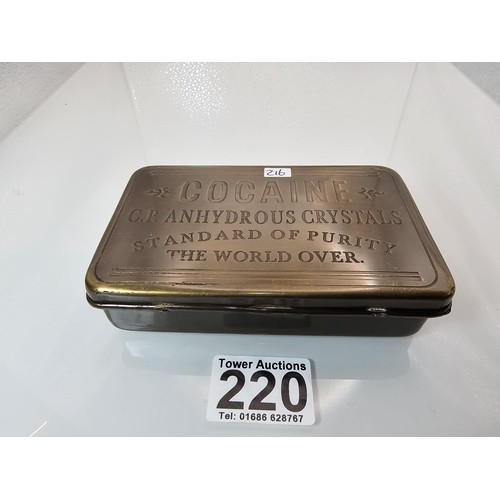 216
COCAINE
C.P. ANHYDROUS CRYSTALS
STANDARD OF PURITY
THE WORLD OVER.
Tower Auctions
220
Tel: 01686 628767